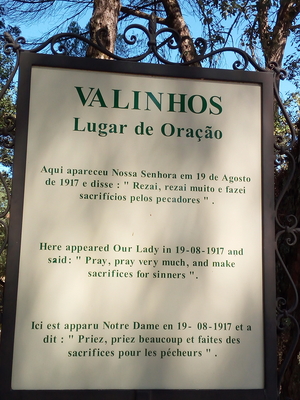 VALINHOS
Lugar de Oração
Aqui apareceu Nossa Senhora em 19 de Agosto
de 1917 e disse : " Rezai, rezai muito e fazei
sacrifícios pelos pecadores " .
Here appeared Our Lady in 19-08-1917 and
said: " Pray, pray very much, and make
sacrifices for sinners ".
Ici est apparu Notre Dame en 19- 08-1917 et a
dit : " Priez, priez beaucoup et faites des
sacrifices pour les pécheurs " .